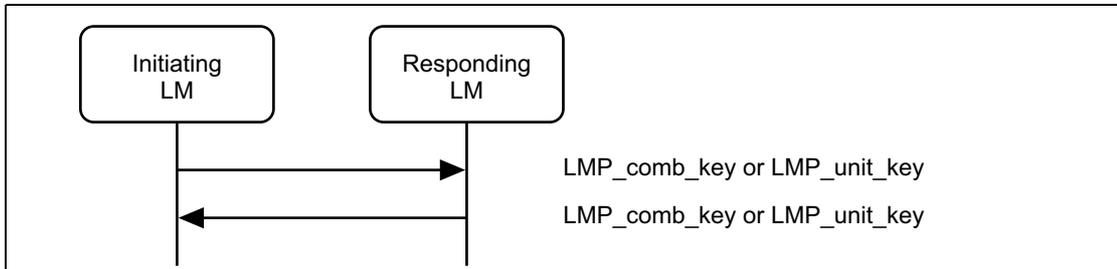 Initiating
LM
Responding
LM
LMP_comb_key or LMP_unit_key
LMP_comb_key or LMP_unit_key